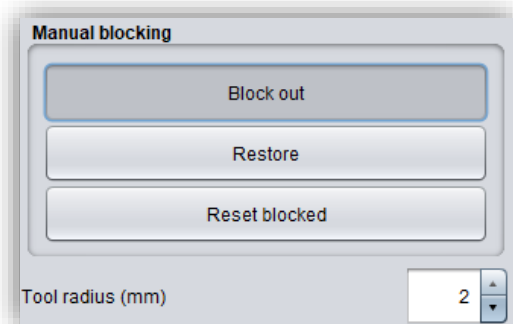 Manual blocking
Block out
Restore
Reset blocked
Tool radius (mm) 2